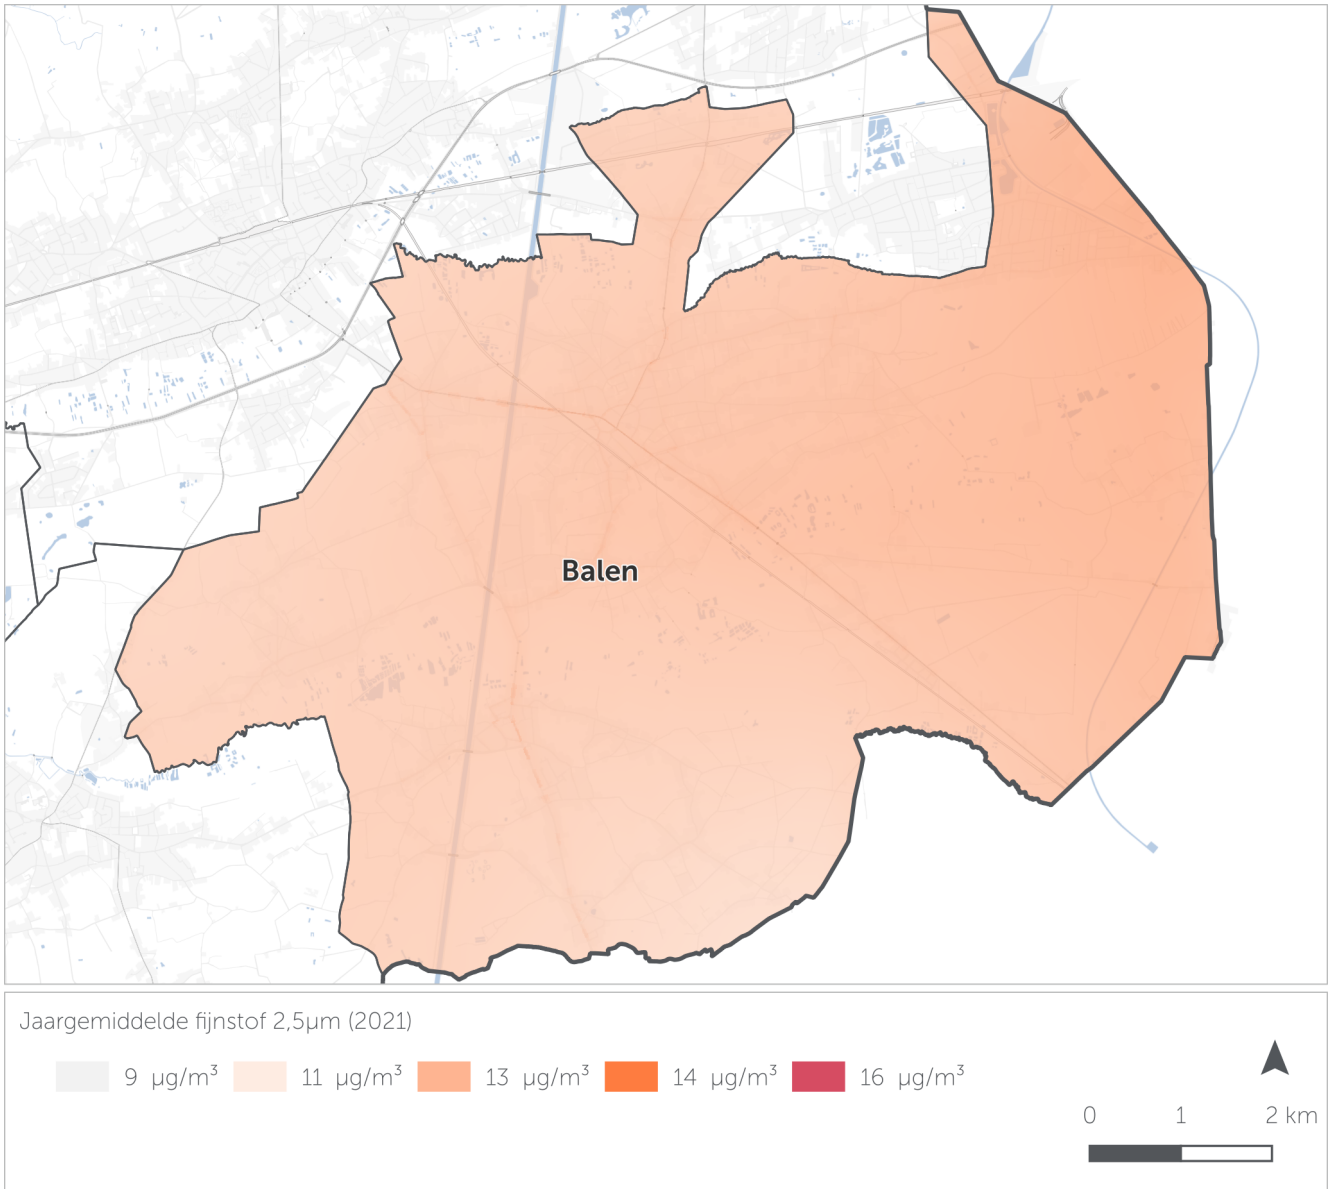 Balen
Jaargemiddelde fijnstof 2,5µm (2021)
9 µg/m³ 11 µg/m³ 13 µg/m³ 14 µg/m³ 16 µg/m³
0 1 2 km